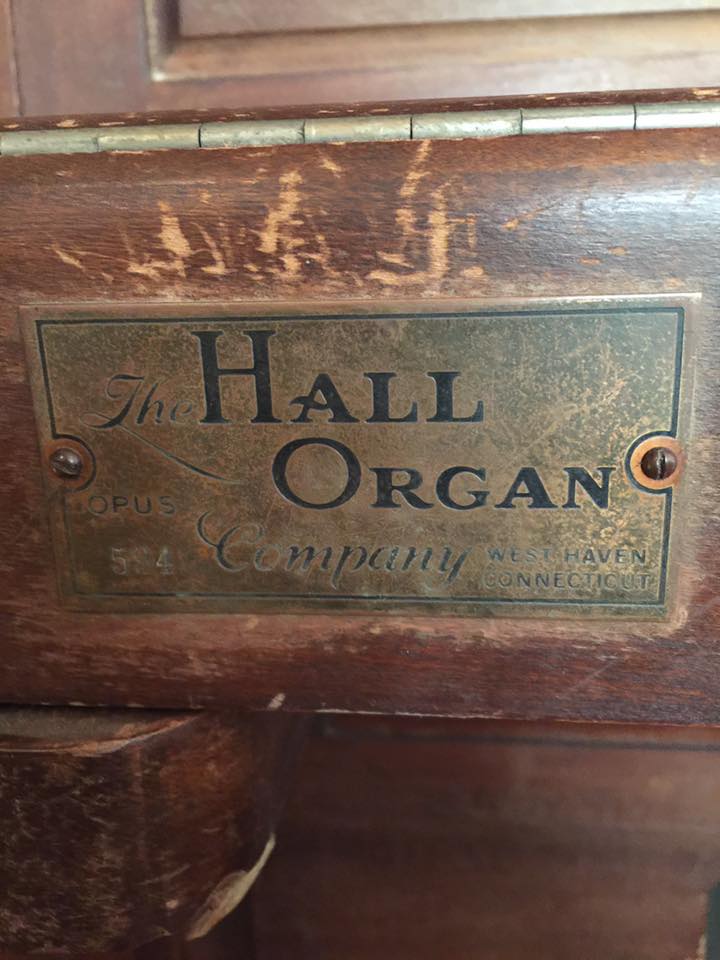 The HALL
ORGAN
OPUS
Company WEST HAVEN
CONNECTICUT